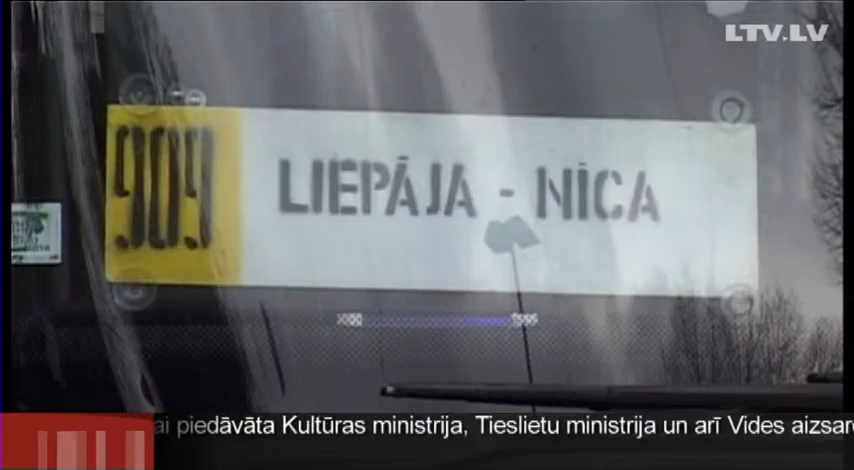 LTV.LV
909 LIEPĀJA - NĪCA
ai piedāvāta Kultūras ministrija, Tieslietu ministrija un arī Vides aizsar